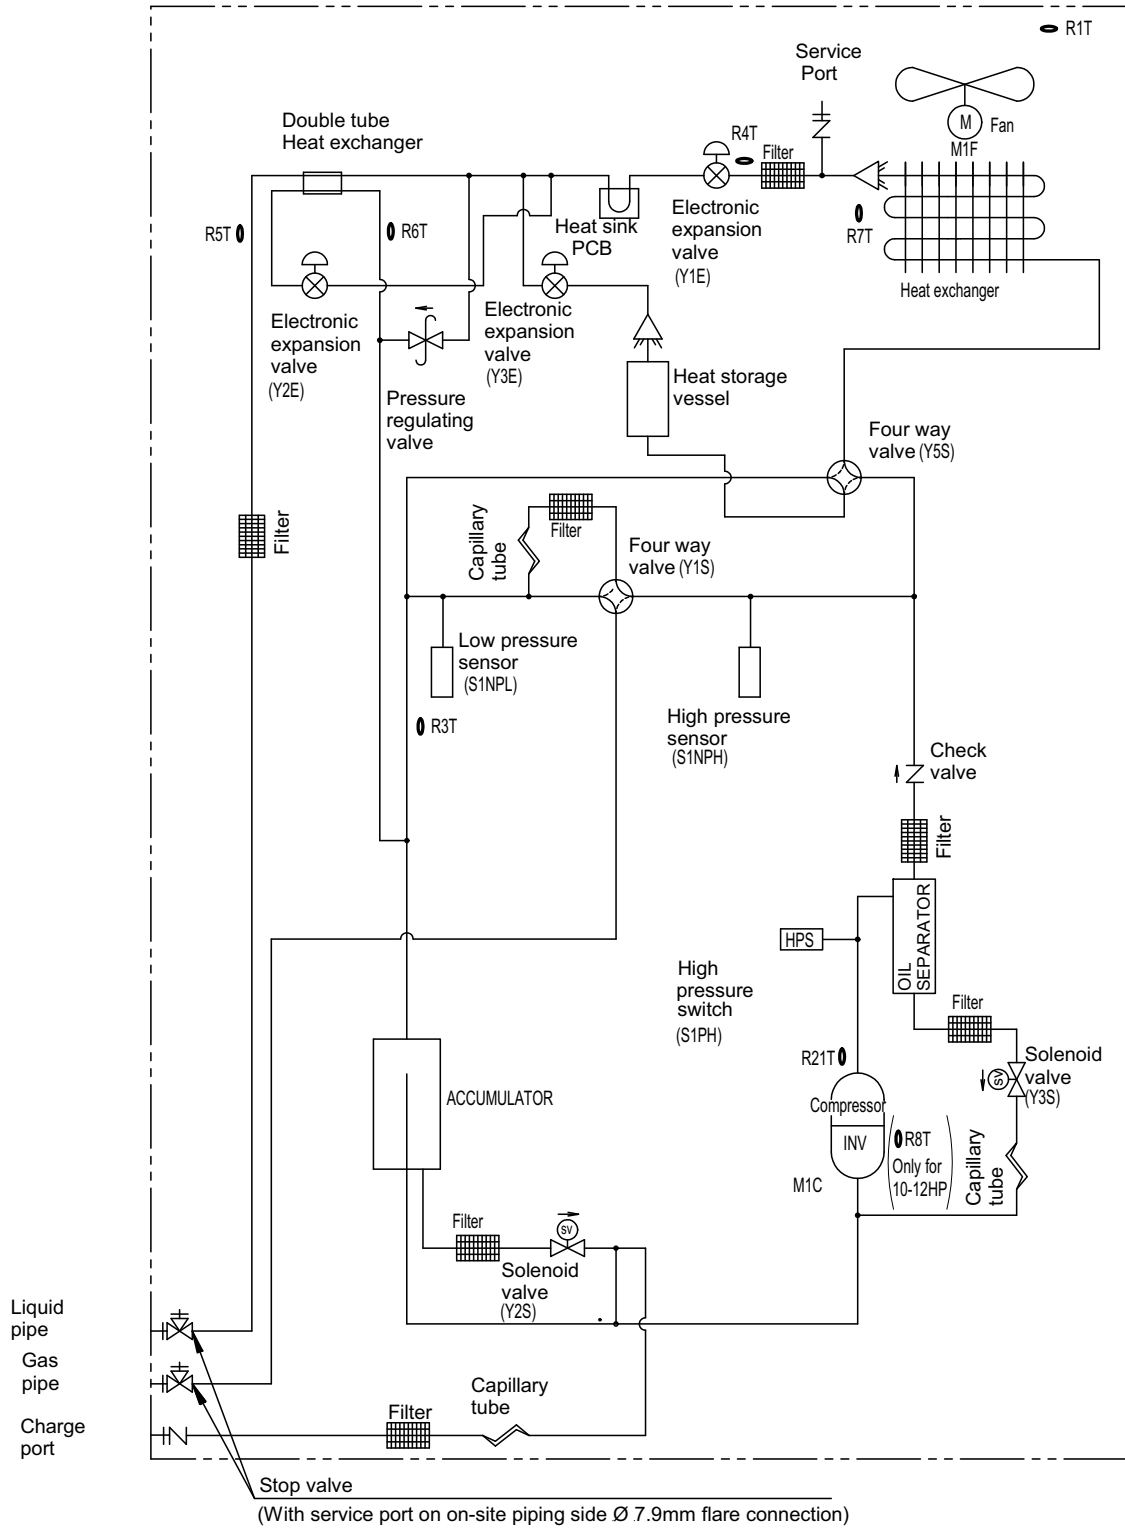 R1T
Service
Port
M
Fan
M1F
Double tube
Heat exchanger
R4T
Filter
R5T
R6T
Heat sink
PCB
Electronic
expansion
valve
(Y1E)
R7T
Heat exchanger
Electronic
expansion
valve
(Y2E)
Electronic
expansion
valve
(Y3E)
Pressure
regulating
valve
Heat storage
vessel
Four way
valve (Y5S)
Filter
Capillary
tube
Filter
Four way
valve (Y1S)
Low pressure
sensor
(S1NPL)
R3T
High pressure
sensor
(S1NPH)
Check
valve
Filter
HPS
OIL
SEPARATOR
High
pressure
switch
(S1PH)
Filter
R21T
Solenoid
valve
(Y3S)
SV
ACCUMULATOR
Compressor
INV
R8T
Only for
10-12HP
M1C
Capillary
tube
Filter
SV
Solenoid
valve
(Y2S)
Liquid
pipe
Gas
pipe
Charge
port
Filter
Capillary
tube
Stop valve
(With service port on on-site piping side Ø 7.9mm flare connection)